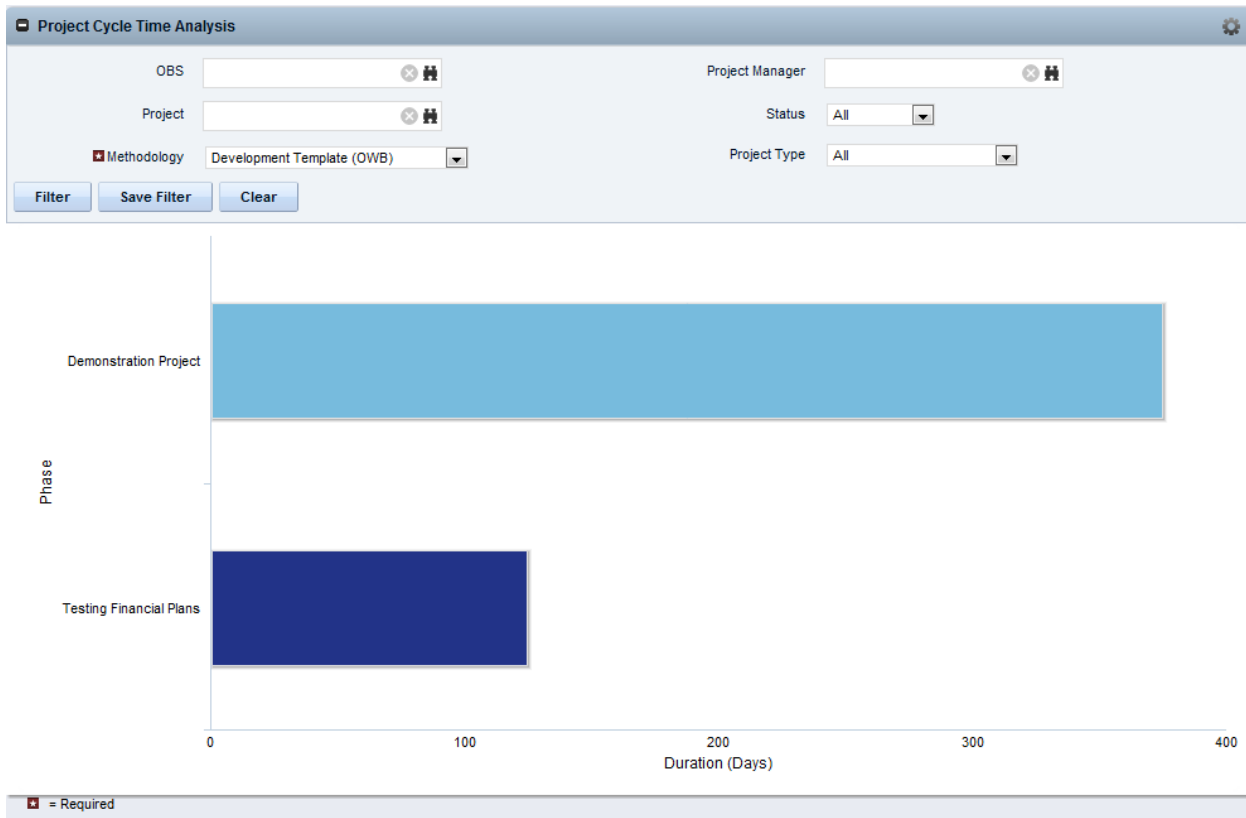 Project Cycle Time Analysis
OBS
Project Manager
Project
Status All
Methodology Development Template (OWB)
Project Type All
Filter Save Filter Clear
Demonstration Project
Phase
Testing Financial Plans
0 100 200 300 400
Duration (Days)
= Required